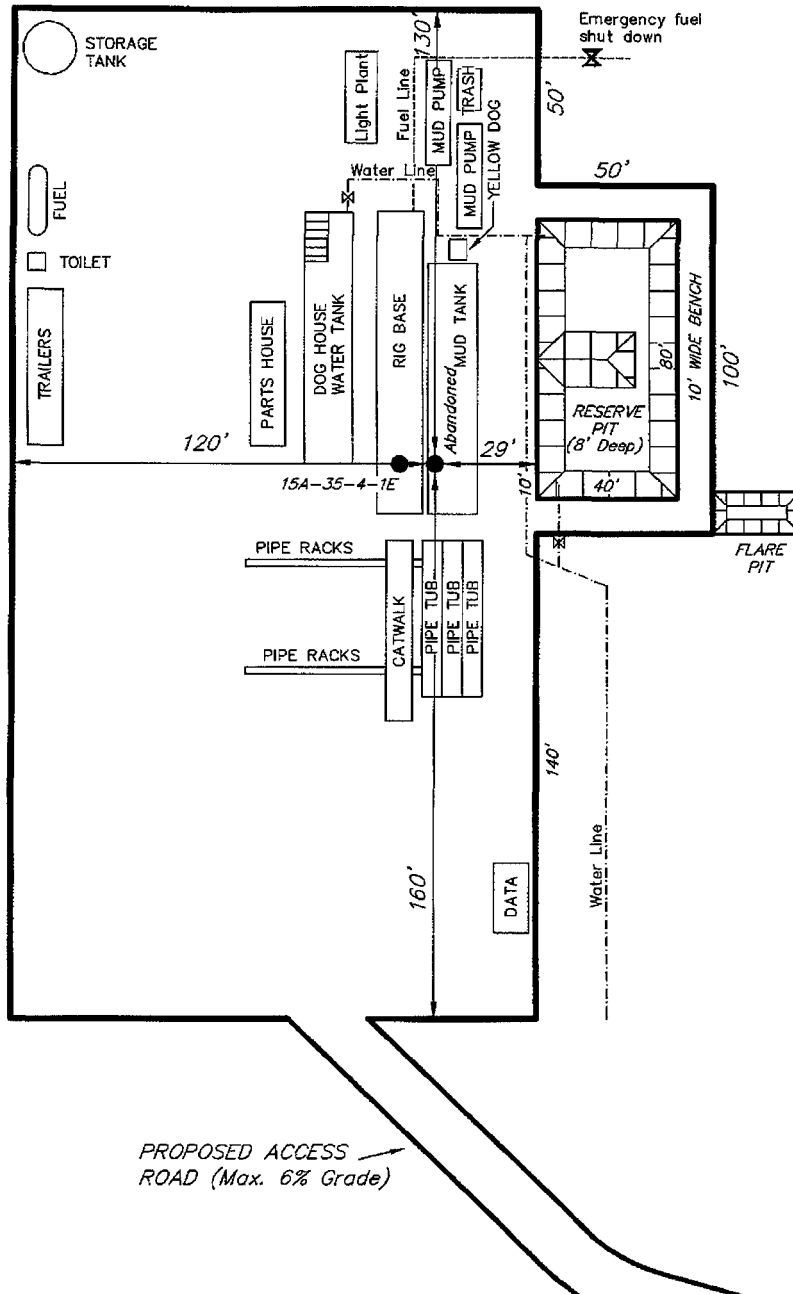 Emergency fuel
shut down
STORAGE
TANK
130'
50'
Light Plant
Fuel Line
MUD PUMP
TRASH
MUD PUMP
YELLOW DOG
Water Line
50'
FUEL
TOILET
TRAILERS
PARTS HOUSE
DOG HOUSE
WATER TANK
RIG BASE
Abandoned
MUD TANK
80'
10' WIDE BENCH
100'
RESERVE
PIT
(8' Deep)
120'
29'
15A-35-4-1E
10'
40'
FLARE
PIT
PIPE RACKS
CATWALK
PIPE TUB
PIPE TUB
PIPE TUB
PIPE RACKS
140'
160'
DATA
Water Line
PROPOSED ACCESS
ROAD (Max. 6% Grade)